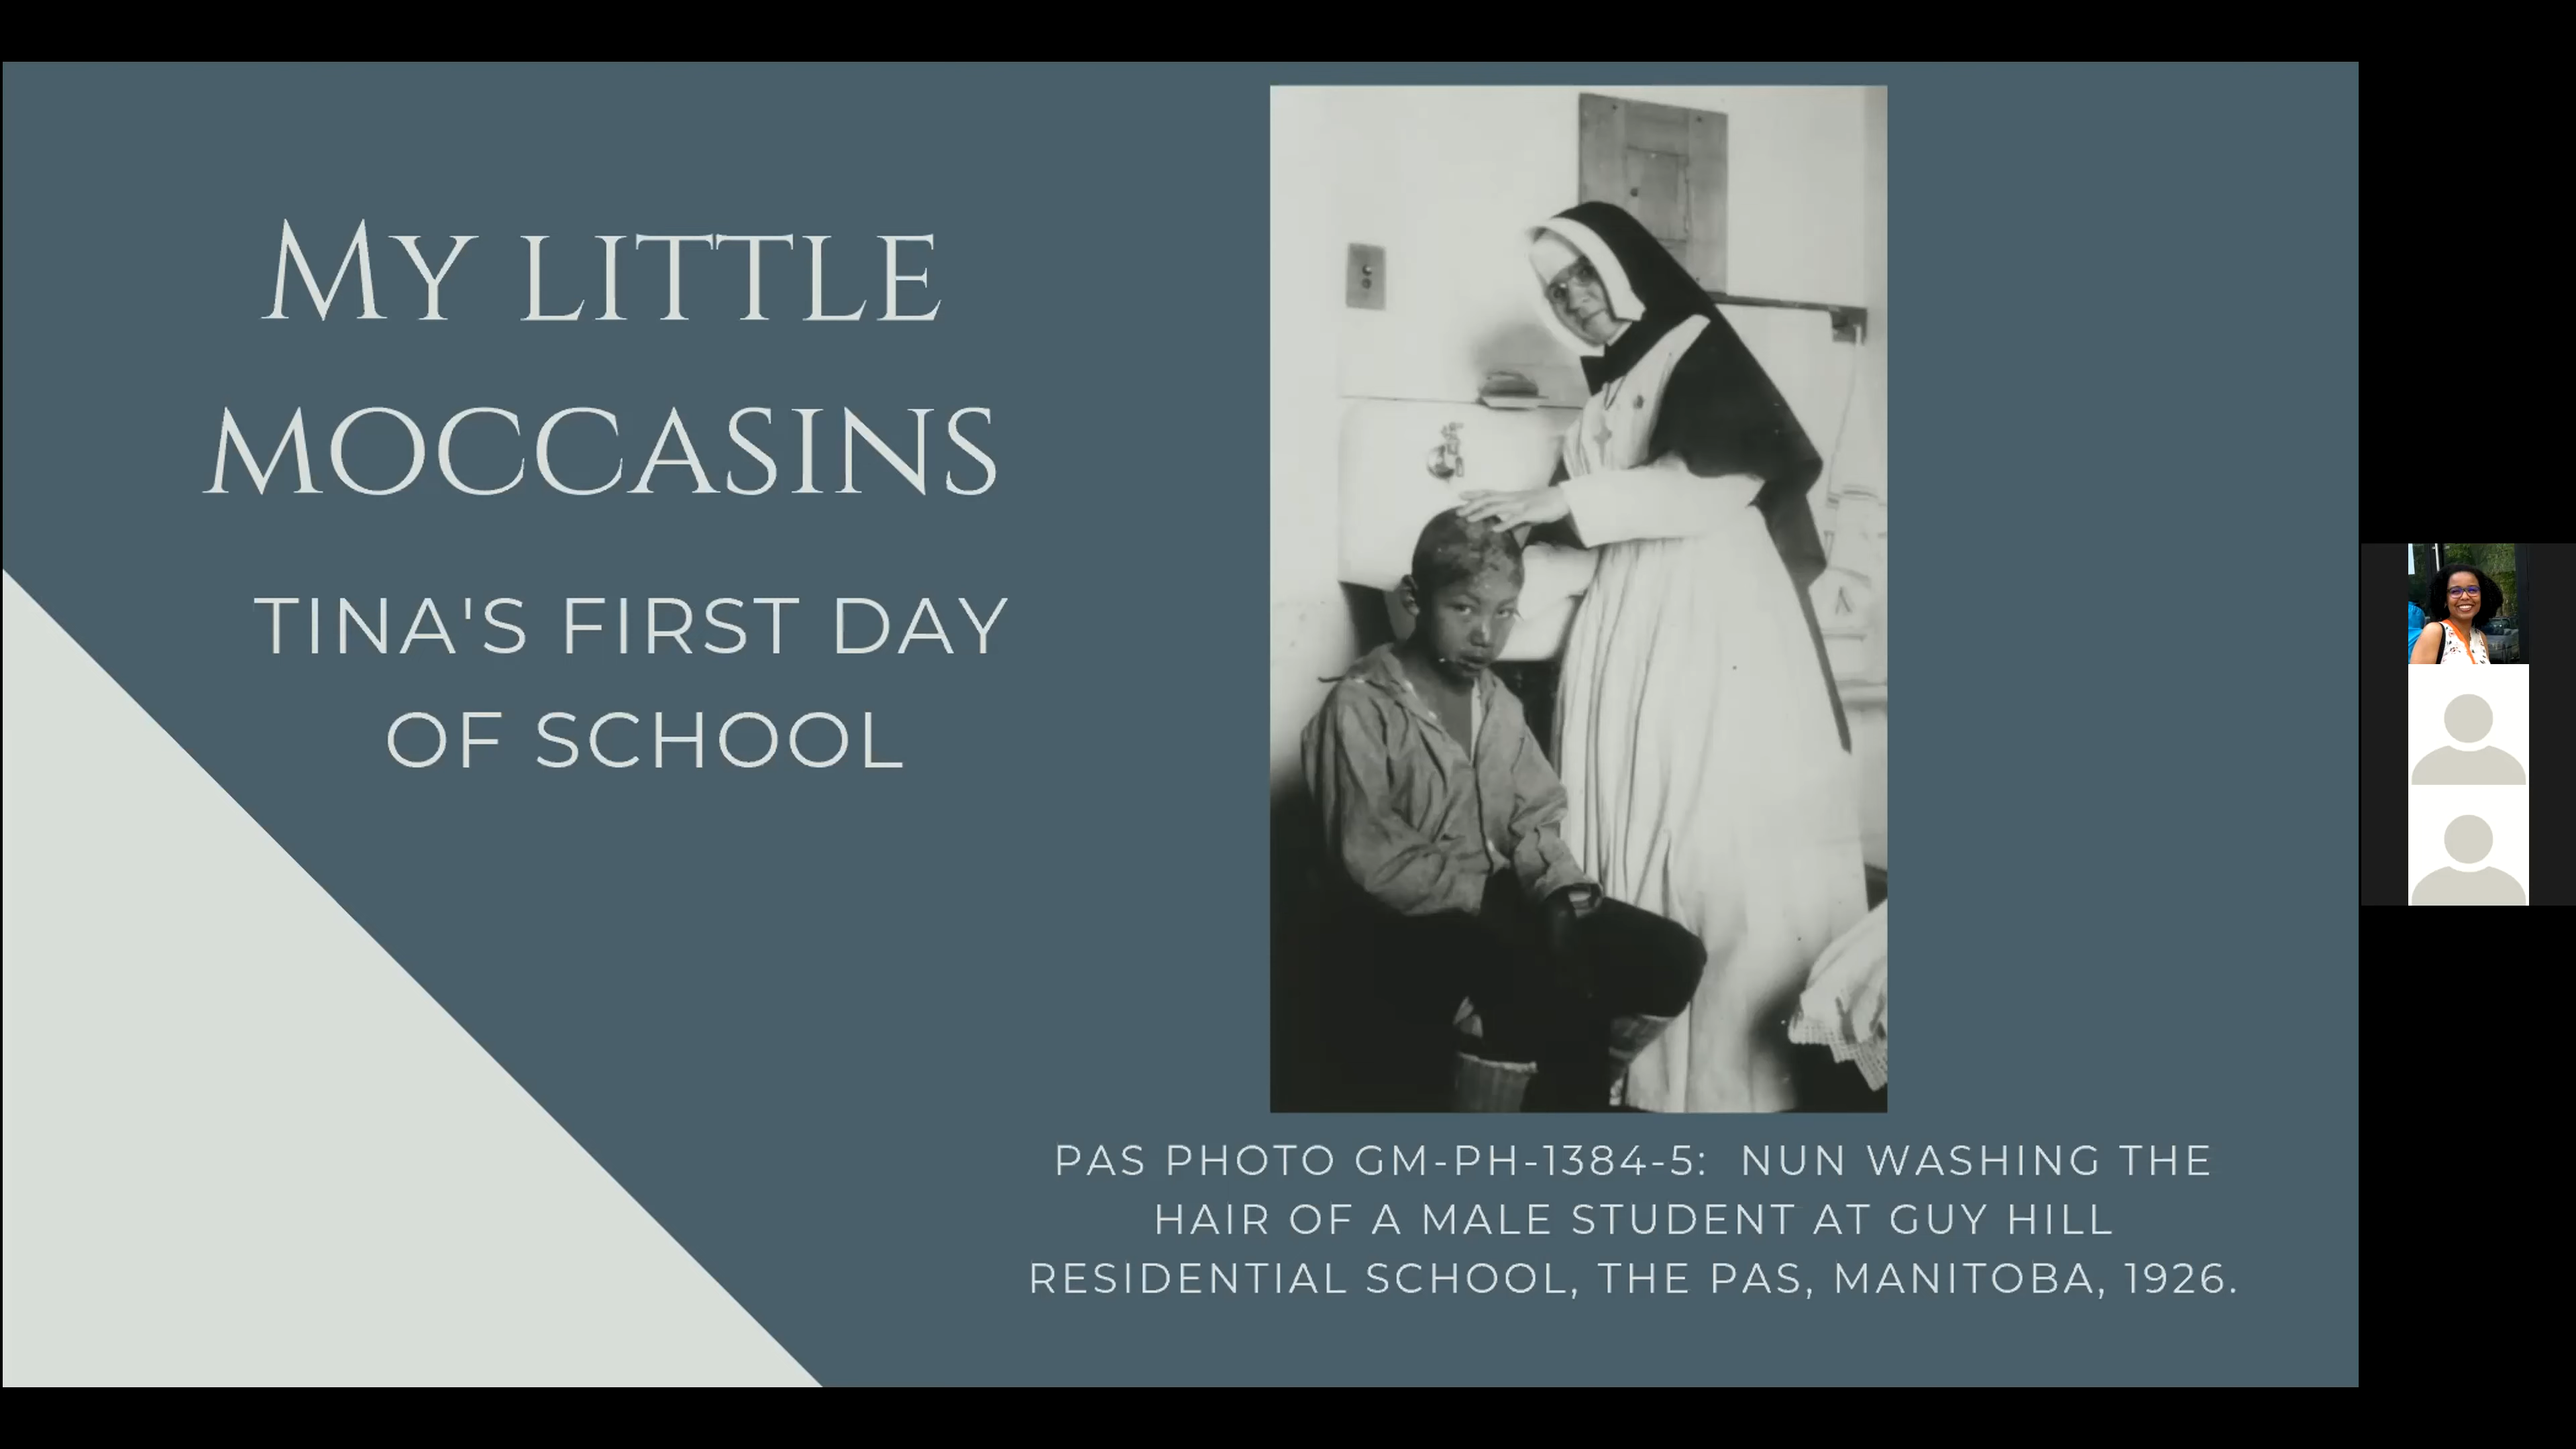 MY LITTLE
MOCCASINS
TINA'S FIRST DAY
OF SCHOOL
PAS PHOTO GM-PH-1384-5: NUN WASHING THE
HAIR OF A MALE STUDENT AT GUY HILL
RESIDENTIAL SCHOOL, THE PAS, MANITOBA, 1926.